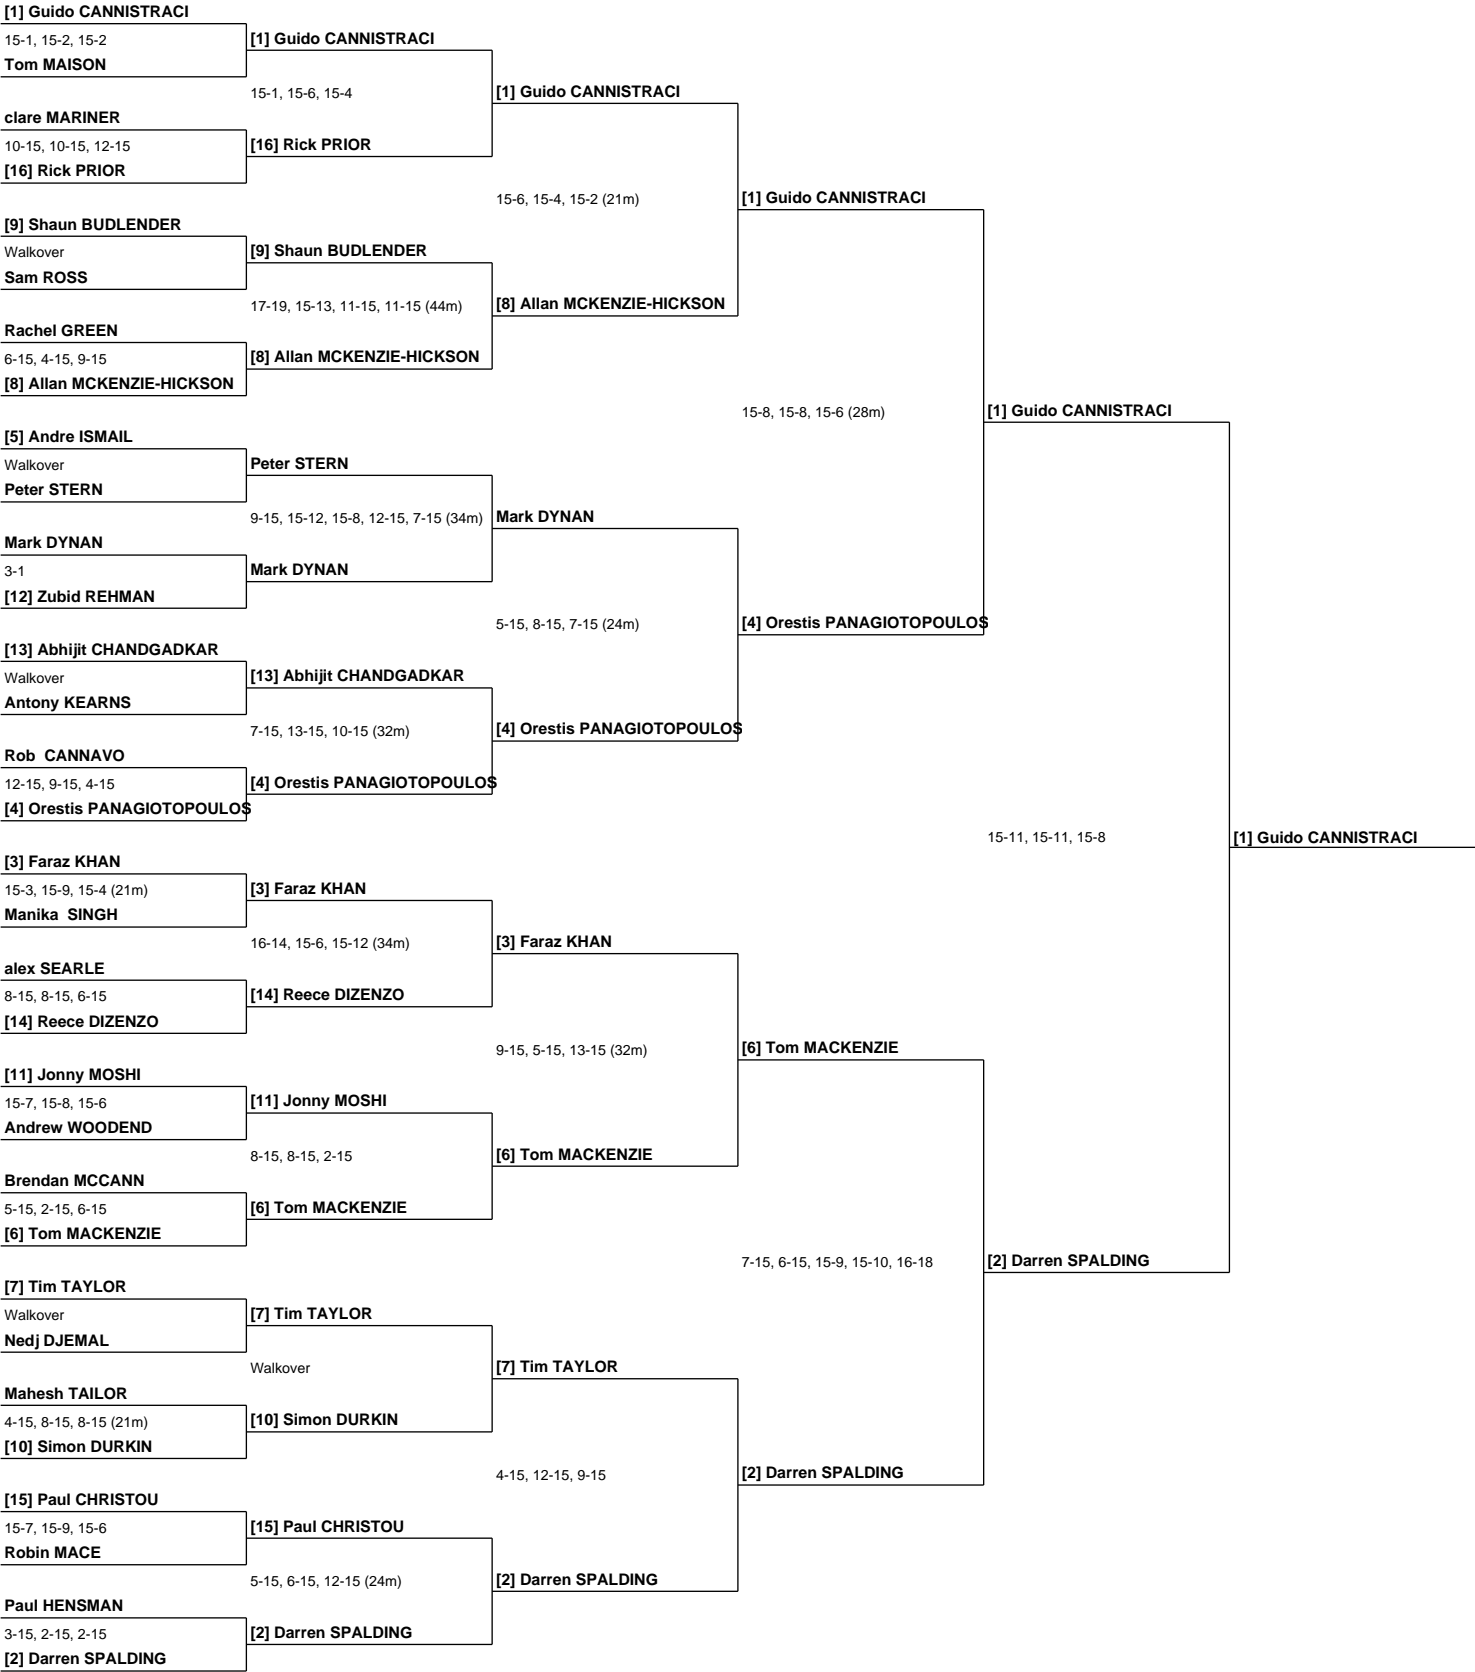 [1] Guido CANNISTRACI
15-1, 15-2, 15-2
[1] Guido CANNISTRACI
Tom MAISON
15-1, 15-6, 15-4
[1] Guido CANNISTRACI
clare MARINER
10-15, 10-15, 12-15
[16] Rick PRIOR
[16] Rick PRIOR
15-6, 15-4, 15-2 (21m)
[1] Guido CANNISTRACI
[9] Shaun BUDLENDER
Walkover
[9] Shaun BUDLENDER
Sam ROSS
17-19, 15-13, 11-15, 11-15 (44m)
[8] Allan MCKENZIE-HICKSON
Rachel GREEN
6-15, 4-15, 9-15
[8] Allan MCKENZIE-HICKSON
[8] Allan MCKENZIE-HICKSON
15-8, 15-8, 15-6 (28m)
[1] Guido CANNISTRACI
[5] Andre ISMAIL
Walkover
Peter STERN
Peter STERN
9-15, 15-12, 15-8, 12-15, 7-15 (34m)
Mark DYNAN
Mark DYNAN
3-1
Mark DYNAN
[12] Zubid REHMAN
5-15, 8-15, 7-15 (24m)
[4] Orestis PANAGIOTOPOULOS
[13] Abhijit CHANDGADKAR
Walkover
[13] Abhijit CHANDGADKAR
Antony KEARNS
7-15, 13-15, 10-15 (32m)
[4] Orestis PANAGIOTOPOULOS
Rob  CANNAVO
12-15, 9-15, 4-15
[4] Orestis PANAGIOTOPOULOS
[4] Orestis PANAGIOTOPOULOS
15-11, 15-11, 15-8
[1] Guido CANNISTRACI
[3] Faraz KHAN
15-3, 15-9, 15-4 (21m)
[3] Faraz KHAN
Manika  SINGH
16-14, 15-6, 15-12 (34m)
[3] Faraz KHAN
alex SEARLE
8-15, 8-15, 6-15
[14] Reece DIZENZO
[14] Reece DIZENZO
9-15, 5-15, 13-15 (32m)
[6] Tom MACKENZIE
[11] Jonny MOSHI
15-7, 15-8, 15-6
[11] Jonny MOSHI
Andrew WOODEND
8-15, 8-15, 2-15
[6] Tom MACKENZIE
Brendan MCCANN
5-15, 2-15, 6-15
[6] Tom MACKENZIE
[6] Tom MACKENZIE
7-15, 6-15, 15-9, 15-10, 16-18
[2] Darren SPALDING
[7] Tim TAYLOR
Walkover
[7] Tim TAYLOR
Nedj DJEMAL
Walkover
[7] Tim TAYLOR
Mahesh TAILOR
4-15, 8-15, 8-15 (21m)
[10] Simon DURKIN
[10] Simon DURKIN
4-15, 12-15, 9-15
[2] Darren SPALDING
[15] Paul CHRISTOU
15-7, 15-9, 15-6
[15] Paul CHRISTOU
Robin MACE
5-15, 6-15, 12-15 (24m)
[2] Darren SPALDING
Paul HENSMAN
3-15, 2-15, 2-15
[2] Darren SPALDING
[2] Darren SPALDING